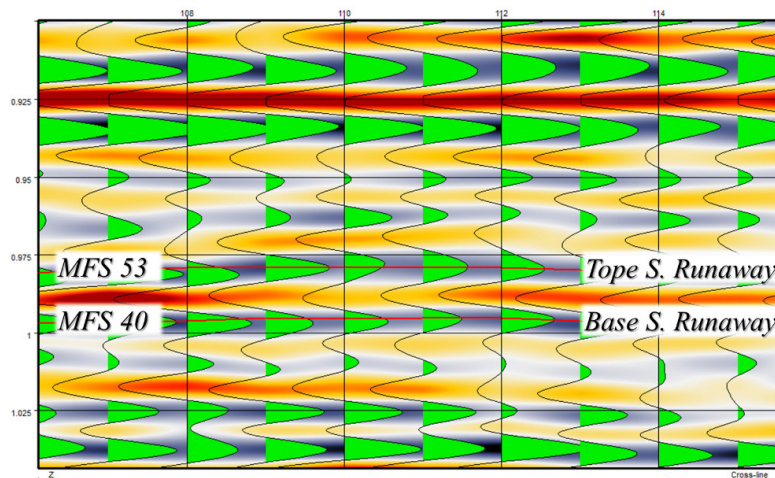 108 110 112 114
0.925
0.95
0.975
MFS 53 Tope S. Runaway
MFS 40 Base S. Runaway
1
1.025
Z Cross-line